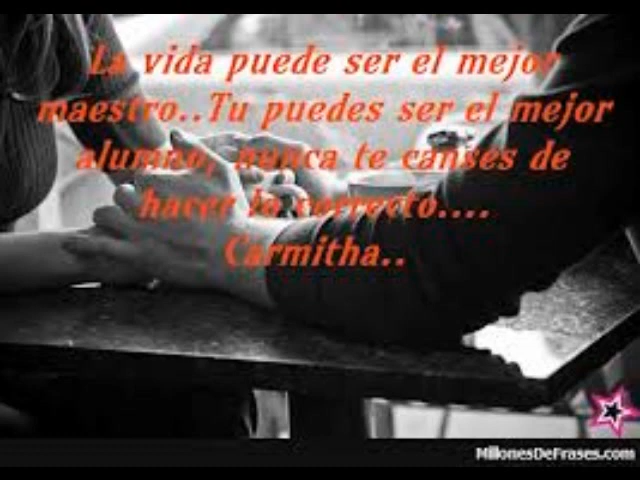 La vida puede ser el mejor
maestro..Tu puedes ser el mejor
alumno, nunca te canses de
hacer lo correcto....
Carmitha..
MillonesDeFrases.com